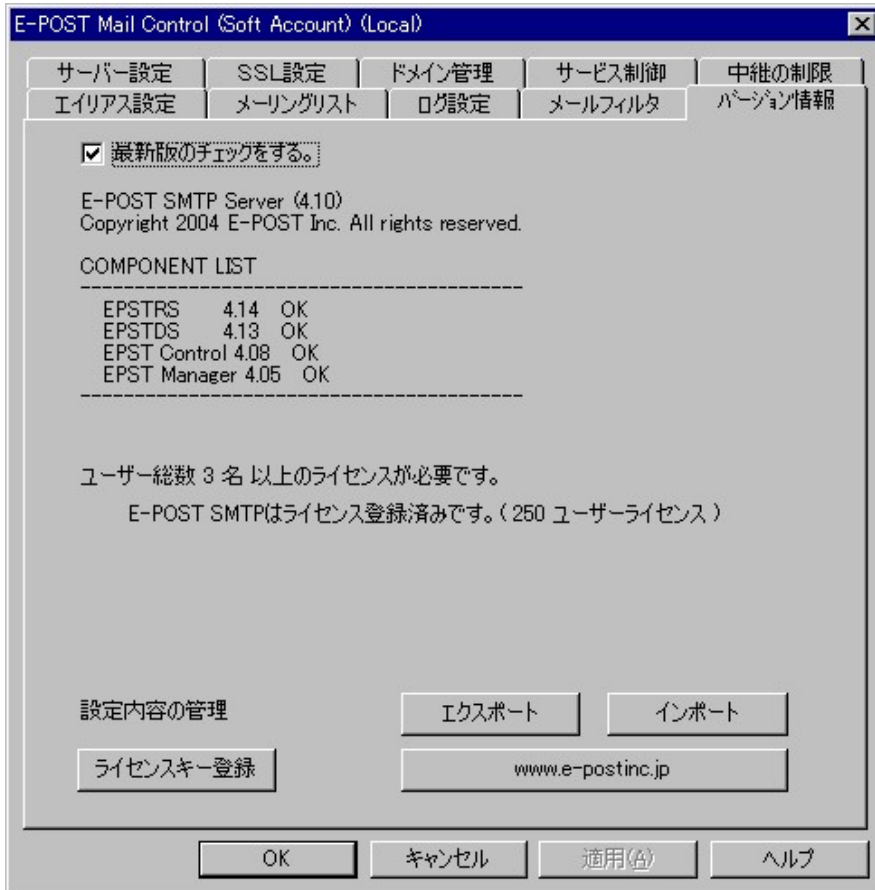 E-POST Mail Control (Soft Account) (Local)
サーバー設定 SSL設定 ドメイン管理 サービス制御 中継の制限
エイリアス設定 メーリングリスト ログ設定 メールフィルタ バージョン情報
最新版のチェックをする。
E-POST SMTP Server (4.10)
Copyright 2004 E-POST Inc. All rights reserved.
COMPONENT LIST
-----------------------------------------
EPSTRS 4.14 OK
EPSTDS 4.13 OK
EPST Control 4.08 OK
EPST Manager 4.05 OK
-----------------------------------------
ユーザー総数 3 名 以上のライセンスが必要です。
E-POST SMTPはライセンス登録済みです。( 250 ユーザーライセンス )
設定内容の管理 エクスポート インポート
ライセンスキー登録 www.e-postinc.jp
OK キャンセル 適用(A) ヘルプ